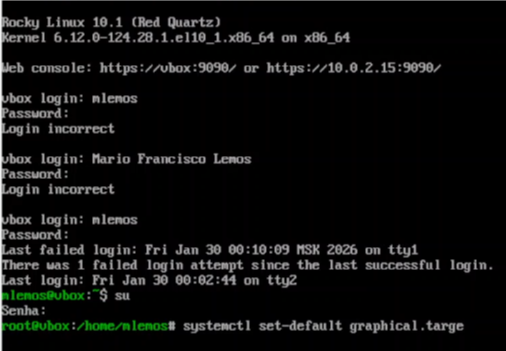 Rocky Linux 10.1 (Red Quartz)
Kernel 6.12.0-124.28.1.el10_1.x86_64 on x86_64
Web console: https://vbox:9090/ or https://10.0.2.15:9090/
vbox login: mlemos
Password:
Login incorrect
vbox login: Mario Francisco Lemos
Password:
Login incorrect
vbox login: mlemos
Password:
Last failed login: Fri Jan 30 00:10:09 MSK 2026 on tty1
There was 1 failed login attempt since the last successful login.
Last login: Fri Jan 30 00:02:44 on tty2
mlemos@vbox:~$ su
Senha:
root@vbox:/home/mlemos# systemctl set-default graphical.targe